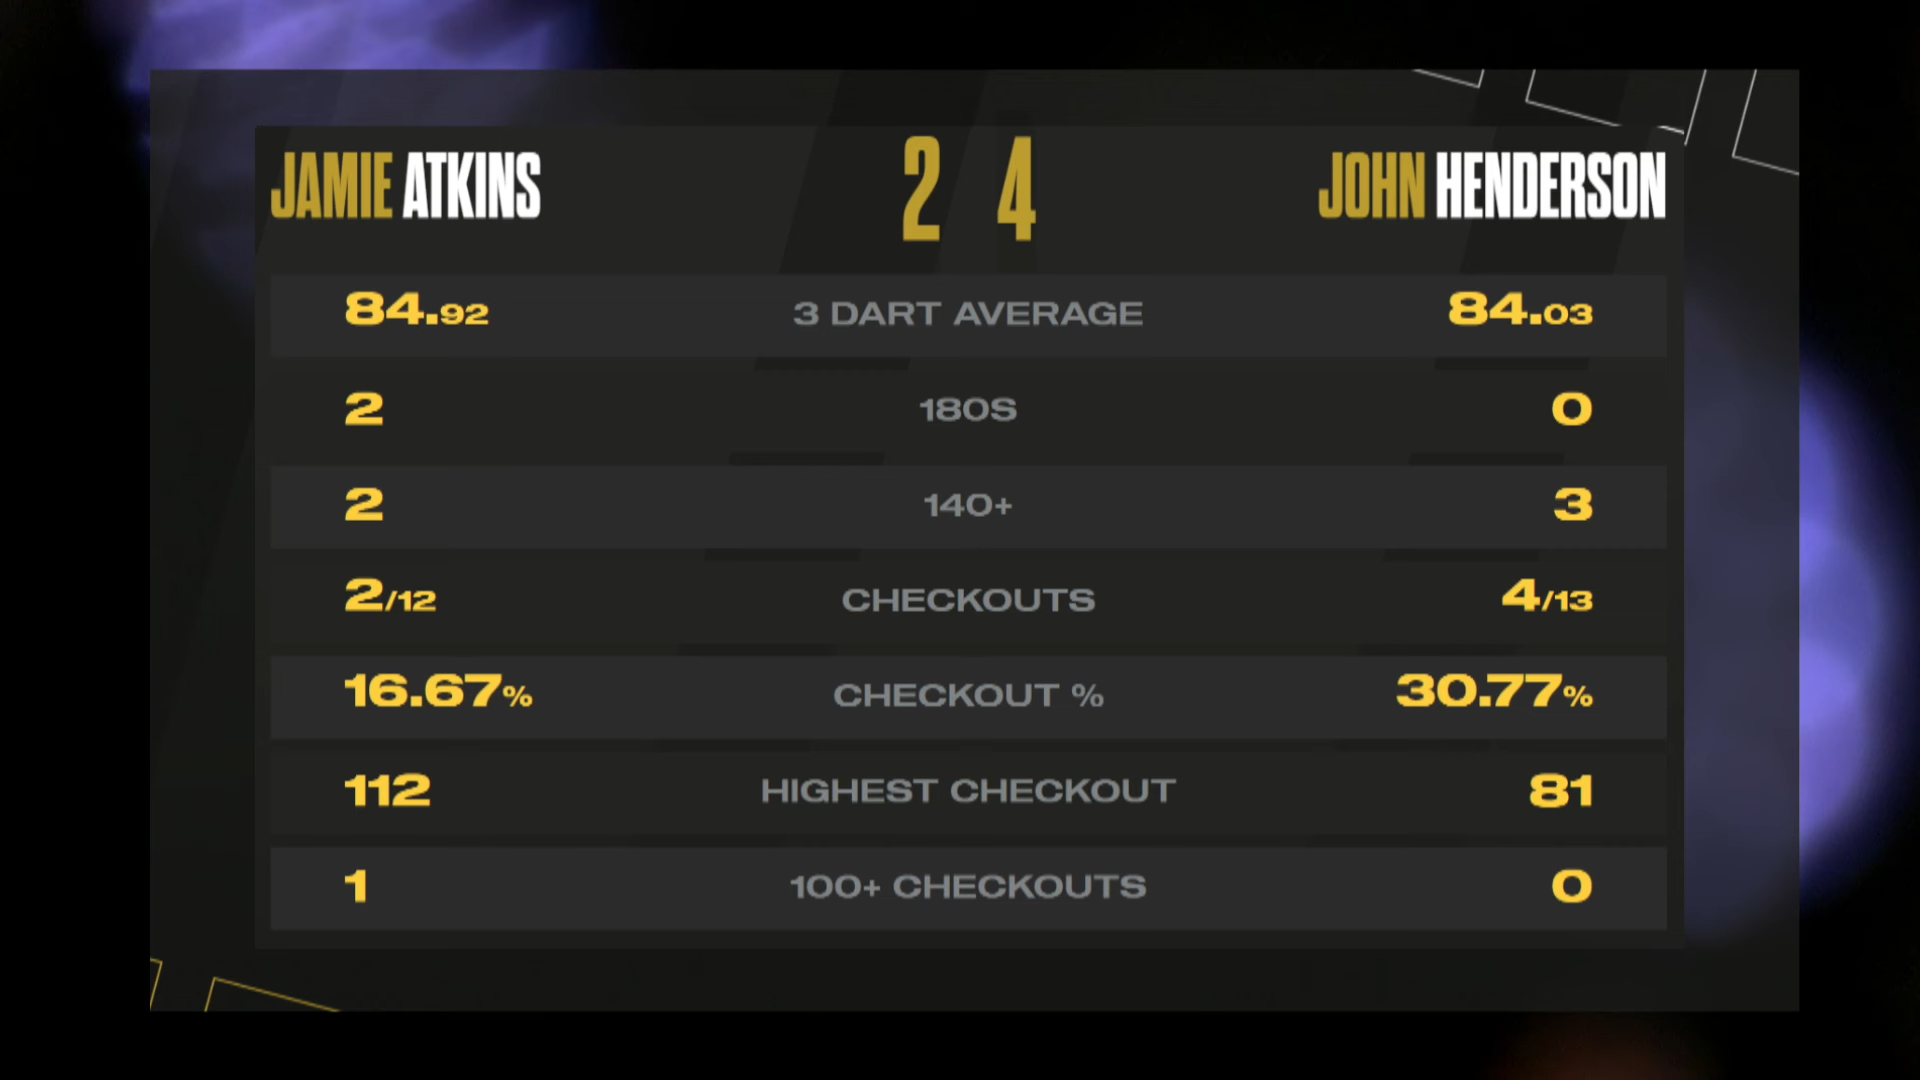 JAMIE ATKINS 2 4 JOHN HENDERSON
84.92 3 DART AVERAGE 84.03
2 180S 0
2 140+ 3
2/12 CHECKOUTS 4/13
16.67% CHECKOUT % 30.77%
112 HIGHEST CHECKOUT 81
1 100+ CHECKOUTS 0